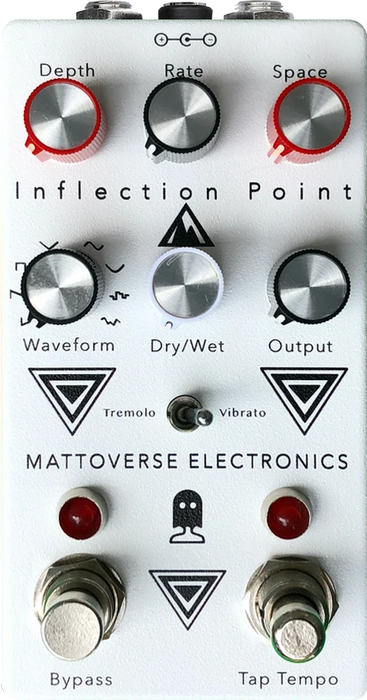 Depth Rate Space
Inflection Point
Waveform Dry/Wet Output
Tremolo Vibrato
MATTOVERSE ELECTRONICS
Bypass Tap Tempo